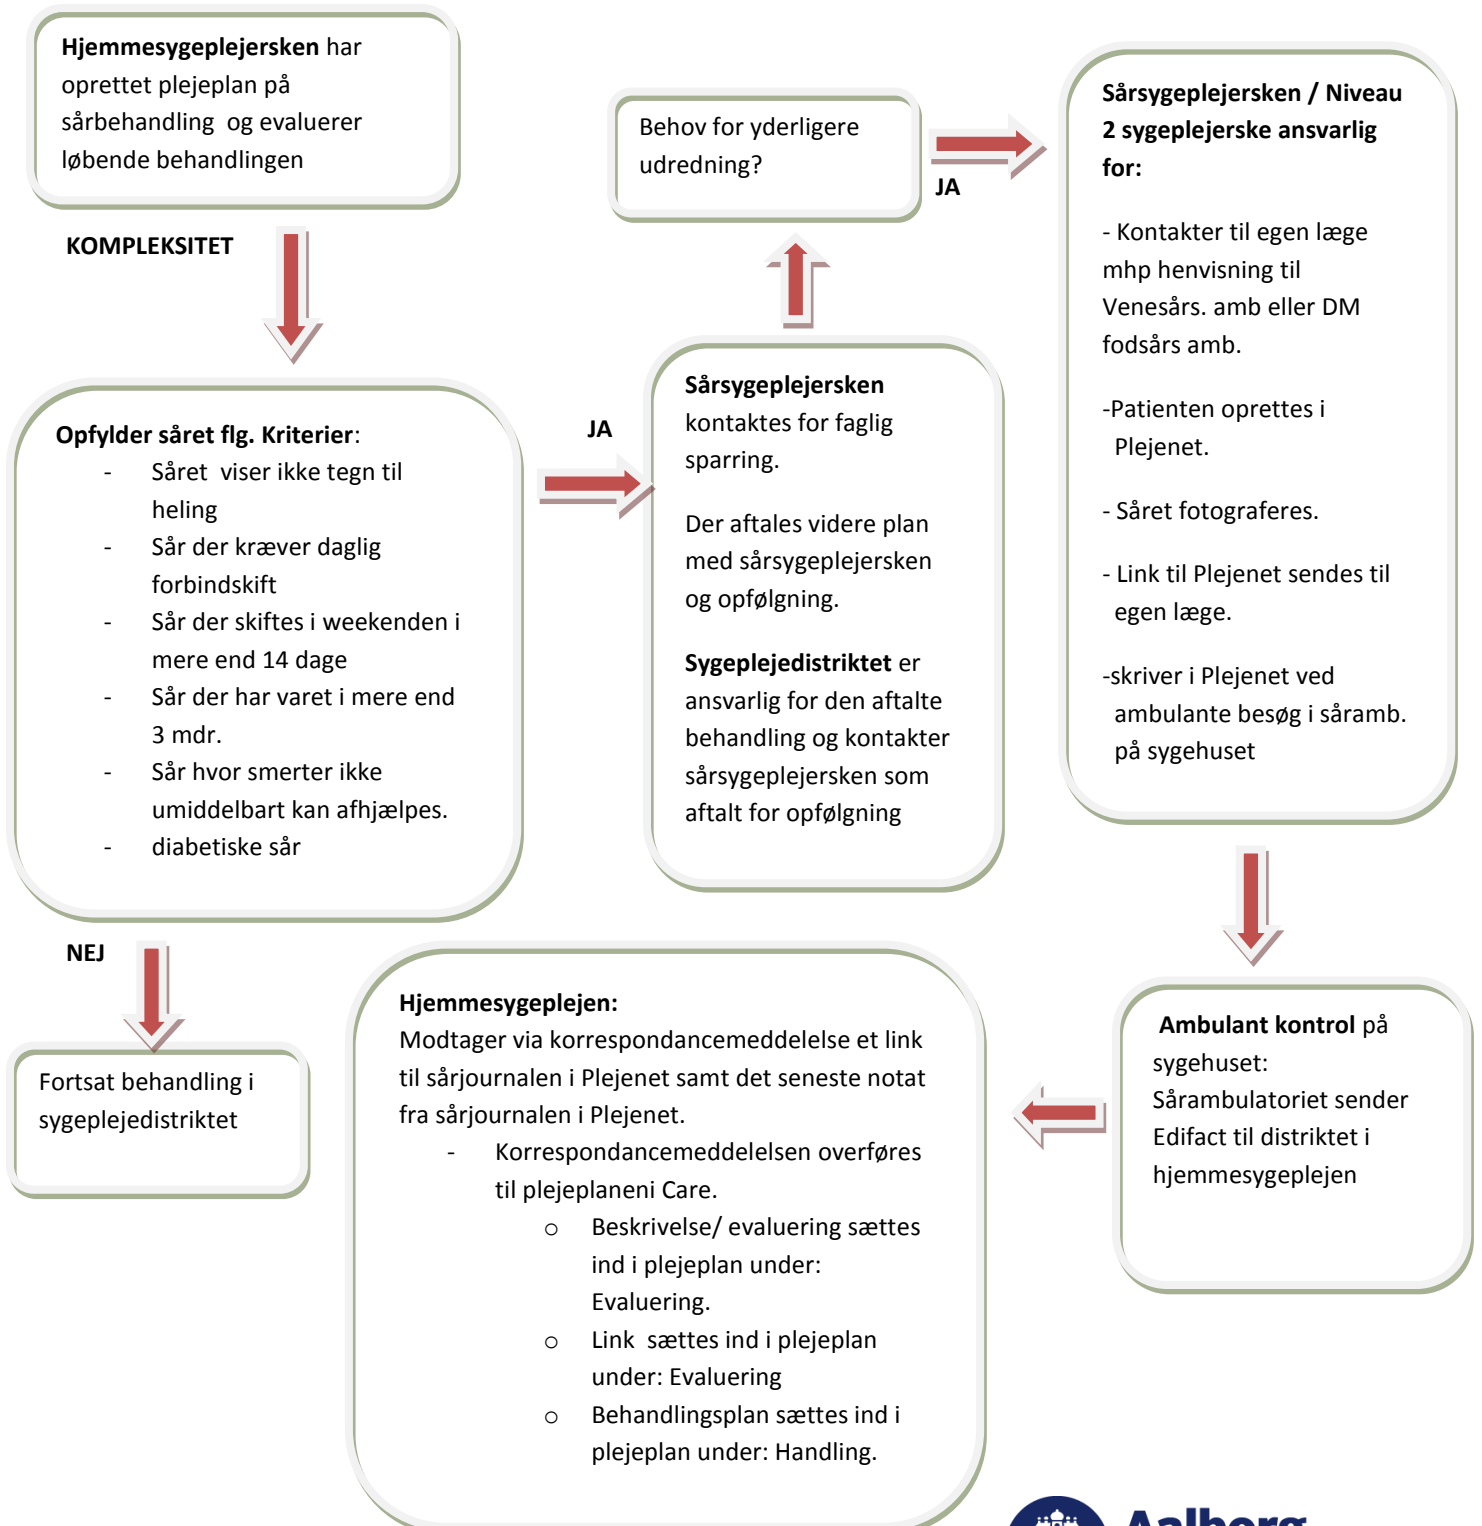 Hjemmesygeplejersken har
oprettet plejeplan på
sårbehandling og evaluerer
løbende behandlingen
KOMPLEKSITET
Opfylder såret flg. Kriterier:
- Såret viser ikke tegn til
heling
- Sår der kræver daglig
forbindskift
- Sår der skiftes i weekenden i
mere end 14 dage
- Sår der har varet i mere end
3 mdr.
- Sår hvor smerter ikke
umiddelbart kan afhjælpes.
- diabetiske sår
NEJ
Fortsat behandling i
sygeplejedistriktet
JA
Sårsygeplejersken
kontaktes for faglig
sparring.
Der aftales videre plan
med sårsygeplejersken
og opfølgning.
Sygeplejedistriktet er
ansvarlig for den aftalte
behandling og kontakter
sårsygeplejersken som
aftalt for opfølgning
Behov for yderligere
udredning?
JA
Sårsygeplejersken / Niveau
2 sygeplejerske ansvarlig
for:
- Kontakter til egen læge
mhp henvisning til
Venesårs. amb eller DM
fodsårs amb.
-Patienten oprettes i
Plejenet.
- Såret fotograferes.
- Link til Plejenet sendes til
egen læge.
-skriver i Plejenet ved
ambulante besøg i såramb.
på sygehuset
Ambulant kontrol på
sygehuset:
Sårambulatoriet sender
Edifact til distriktet i
hjemmesygeplejen
Hjemmesygeplejen:
Modtager via korrespondancemeddelelse et link
til sårjournalen i Plejenet samt det seneste notat
fra sårjournalen i Plejenet.
- Korrespondancemeddelelsen overføres
til plejeplaneni Care.
o Beskrivelse/ evaluering sættes
ind i plejeplan under:
Evaluering.
o Link sættes ind i plejeplan
under: Evaluering
o Behandlingsplan sættes ind i
plejeplan under: Handling.
Aalborg